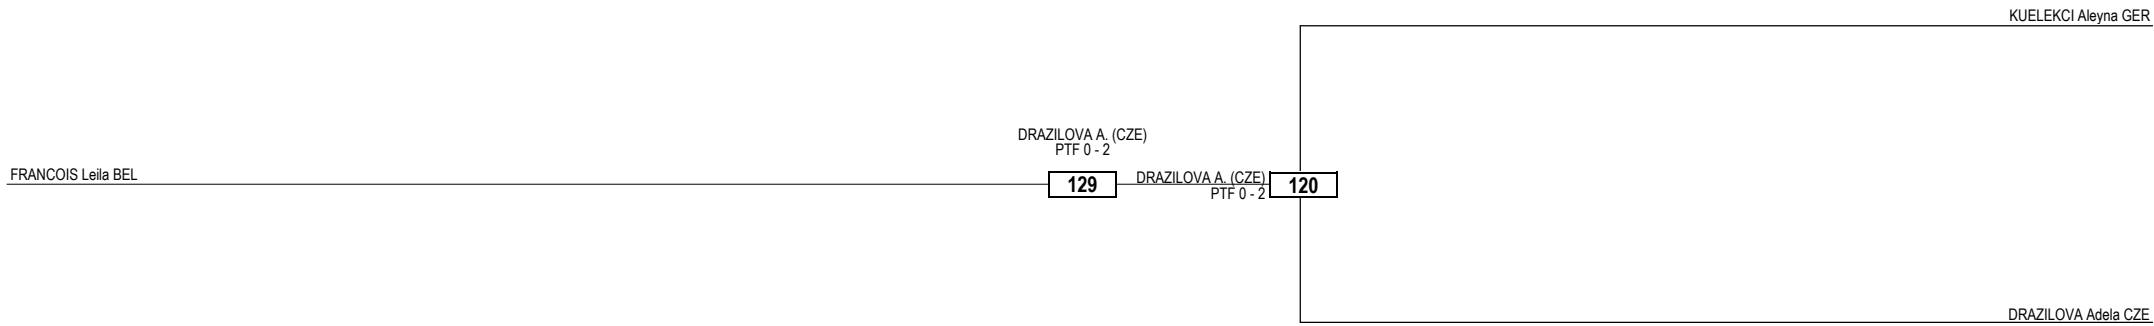 KUELEKCI Aleyna GER
DRAZILOVA A. (CZE)
PTF 0 - 2
FRANCOIS Leila BEL
129
DRAZILOVA A. (CZE)
PTF 0 - 2
120
DRAZILOVA Adela CZE